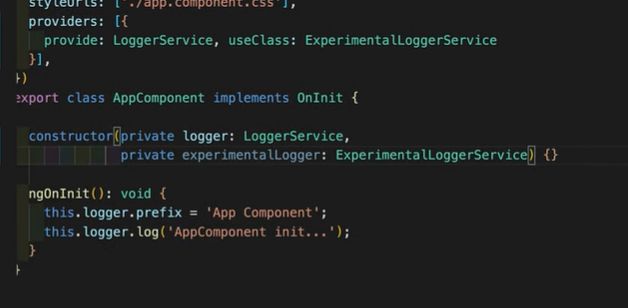 styleUrls: ['./app.component.css'],
providers: [{
provide: LoggerService, useClass: ExperimentalLoggerService
}],
})
export class AppComponent implements OnInit {
constructor(private logger: LoggerService,
private experimentalLogger: ExperimentalLoggerService) {}
ngOnInit(): void {
this.logger.prefix = 'App Component';
this.logger.log('AppComponent init...');
}
}